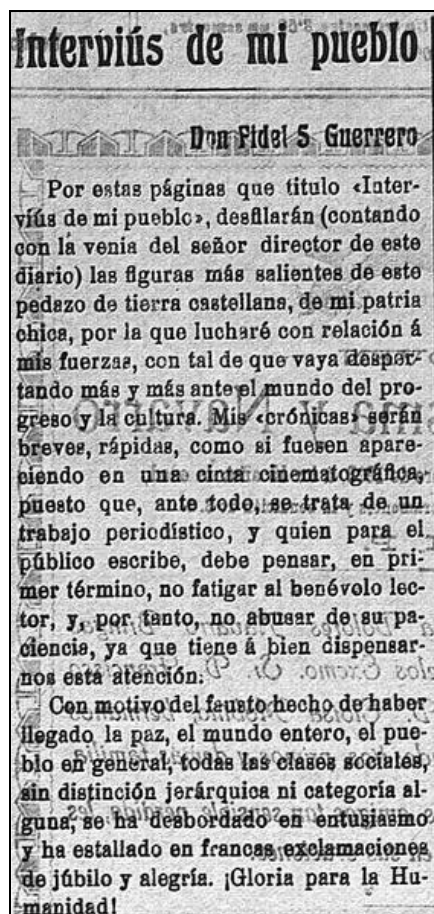 Interviús de mi pueblo
Don Fidel S. Guerrero
Por estas páginas que titulo «Inter-
viús de mi pueblo», desfilarán (contando
con la venia del señor director de este
diario) las figuras más salientes de este
pedazo de tierra castellana, de mi patria
chica, por la que lucharé con relación á
mis fuerzas, con tal de que vaya desper-
tando más y más ante el mundo del pro-
greso y la cultura. Mis «crónicas» serán
breves, rápidas, como si fuesen apare-
ciendo en una cinta cinematográfica,
puesto que, ante todo, se trata de un
trabajo periodístico, y quien para el
público escribe, debe pensar, en pri-
mer término, no fatigar al benévolo lec-
tor, y, por tanto, no abusar de su pa-
ciencia, ya que tiene á bien dispensar-
nos esta atención.
Con motivo del fausto hecho de haber
llegado la paz, el mundo entero, el pue-
blo en general, todas las clases sociales,
sin distinción jerárquica ni categoría al-
guna, se ha desbordado en entusiasmo
y ha estallado en francas exclamaciones
de júbilo y alegría. ¡Gloria para la Hu-
manidad!